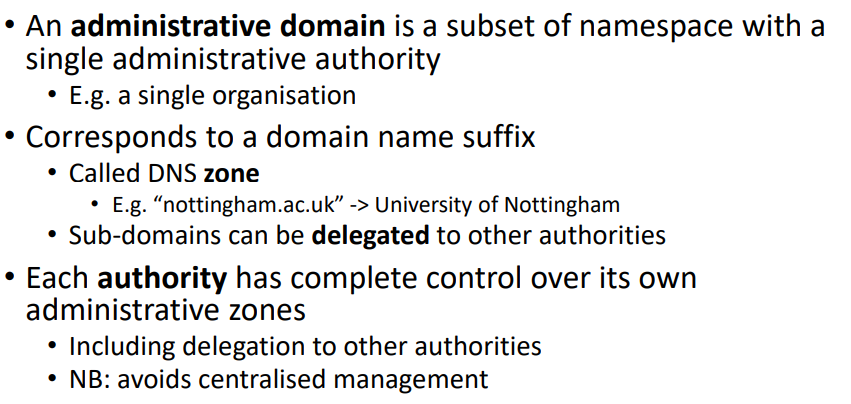 • An administrative domain is a subset of namespace with a
single administrative authority
• E.g. a single organisation
• Corresponds to a domain name suffix
• Called DNS zone
• E.g. “nottingham.ac.uk” -> University of Nottingham
• Sub-domains can be delegated to other authorities
• Each authority has complete control over its own
administrative zones
• Including delegation to other authorities
• NB: avoids centralised management